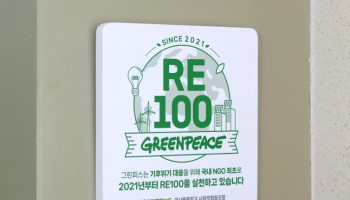 SINCE 2021
RE
100
GREENPEACE
그린피스는 기후위기 대응을 위해 국내 NGO 최초로
2021년부터 RE100을 실천하고 있습니다